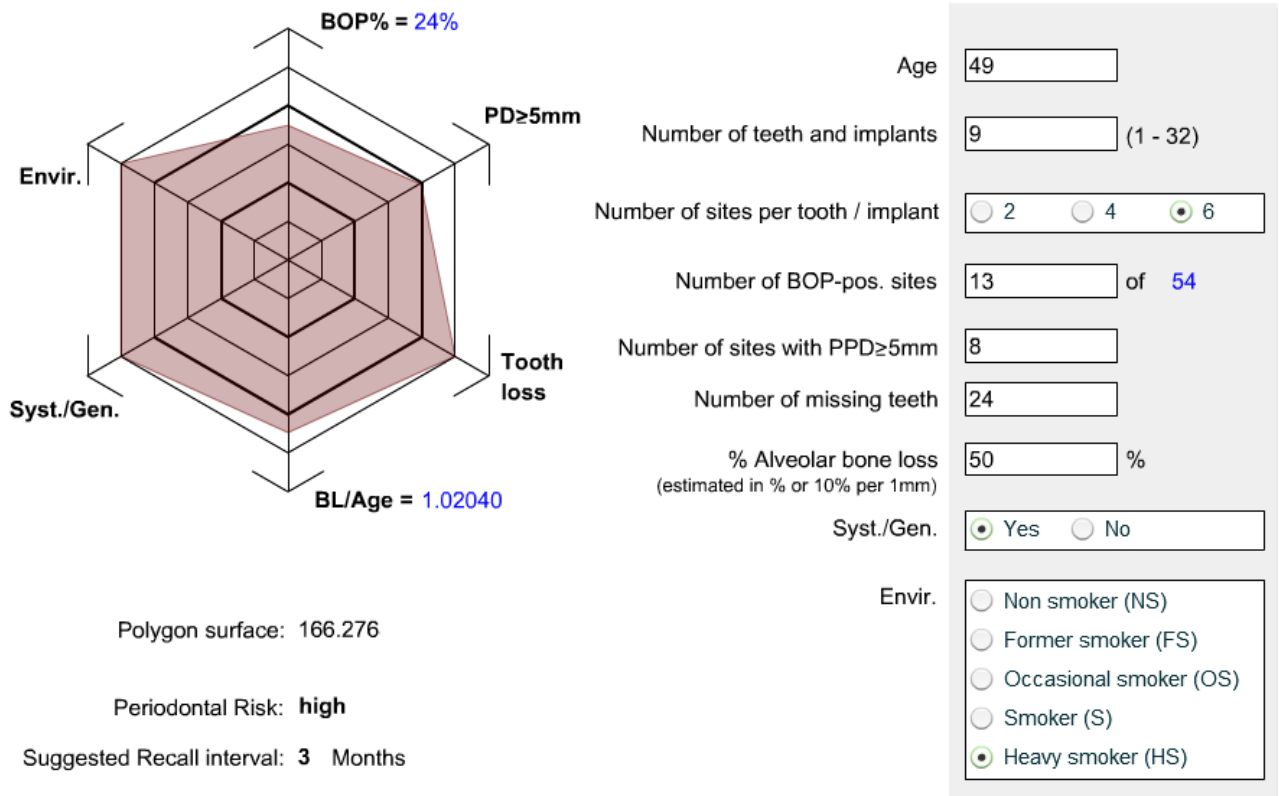 BOP% = 24%
PD≥5mm
Envir.
Tooth
loss
Syst./Gen.
BL/Age = 1.02040
Polygon surface: 166.276
Periodontal Risk: high
Suggested Recall interval: 3 Months
Age 49
Number of teeth and implants 9 (1 - 32)
Number of sites per tooth / implant 2 4 6
Number of BOP-pos. sites 13 of 54
Number of sites with PPD≥5mm 8
Number of missing teeth 24
% Alveolar bone loss 50 %
(estimated in % or 10% per 1mm)
Syst./Gen. Yes No
Envir.
Non smoker (NS)
Former smoker (FS)
Occasional smoker (OS)
Smoker (S)
Heavy smoker (HS)